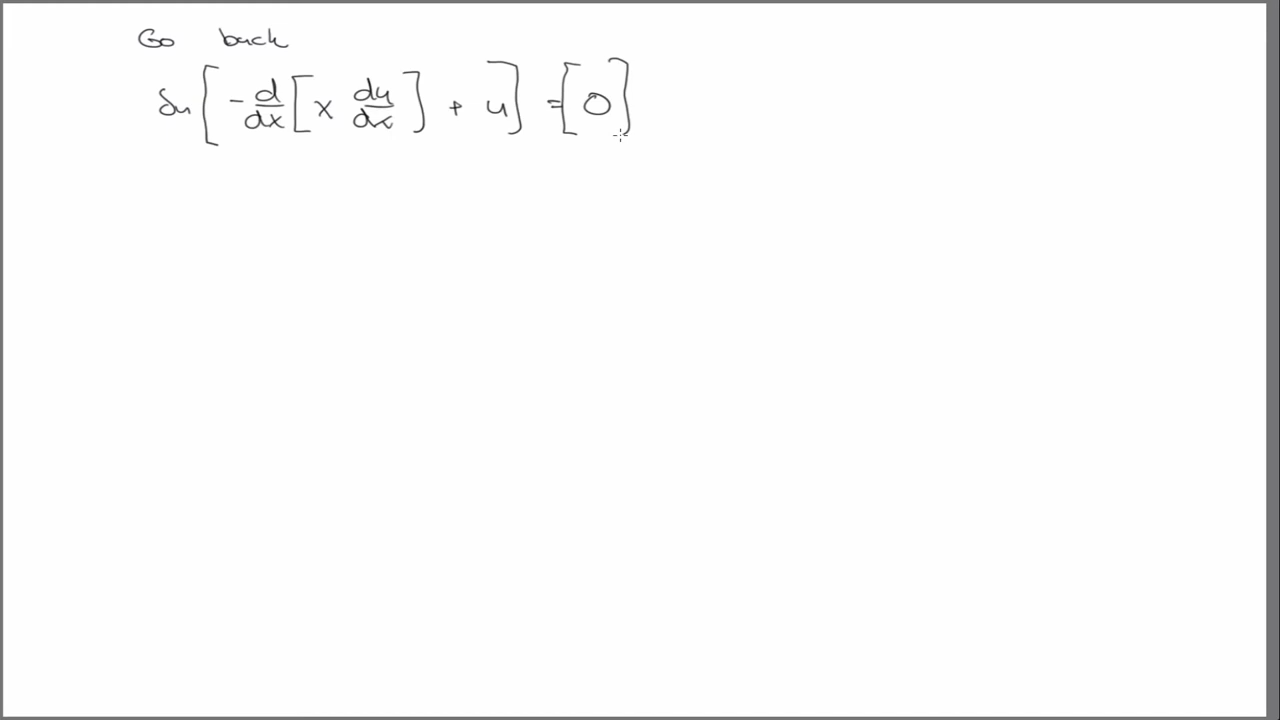 Go back
δu [ - d/dx [ x du/dx ] + u ] = [ 0 ]